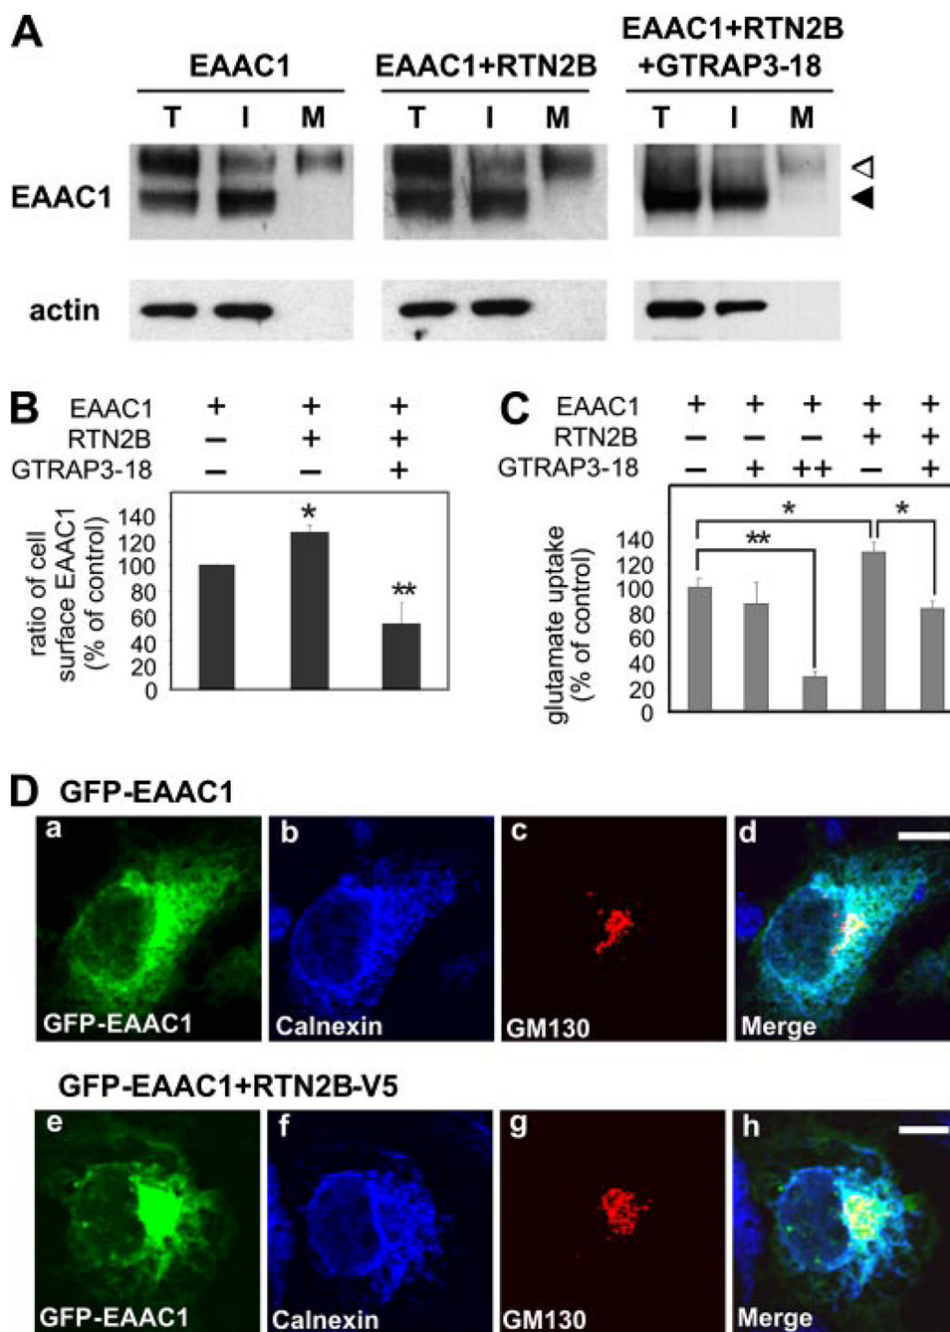 A
EAAC1
EAAC1+RTN2B
EAAC1+RTN2B
+GTRAP3-18
T I M T I M T I M
EAAC1
actin
B
EAAC1 + + +
RTN2B – + +
GTRAP3-18 – – +
ratio of cell
surface EAAC1
(% of control)
140
120
100
80
60
40
20
0
*
**
C
EAAC1 + + + + +
RTN2B – – – + +
GTRAP3-18 – + ++ – +
glutamate uptake
(% of control)
140
120
100
80
60
40
20
0
*
**
*
D GFP-EAAC1
a b c d
GFP-EAAC1 Calnexin GM130 Merge
GFP-EAAC1+RTN2B-V5
e f g h
GFP-EAAC1 Calnexin GM130 Merge